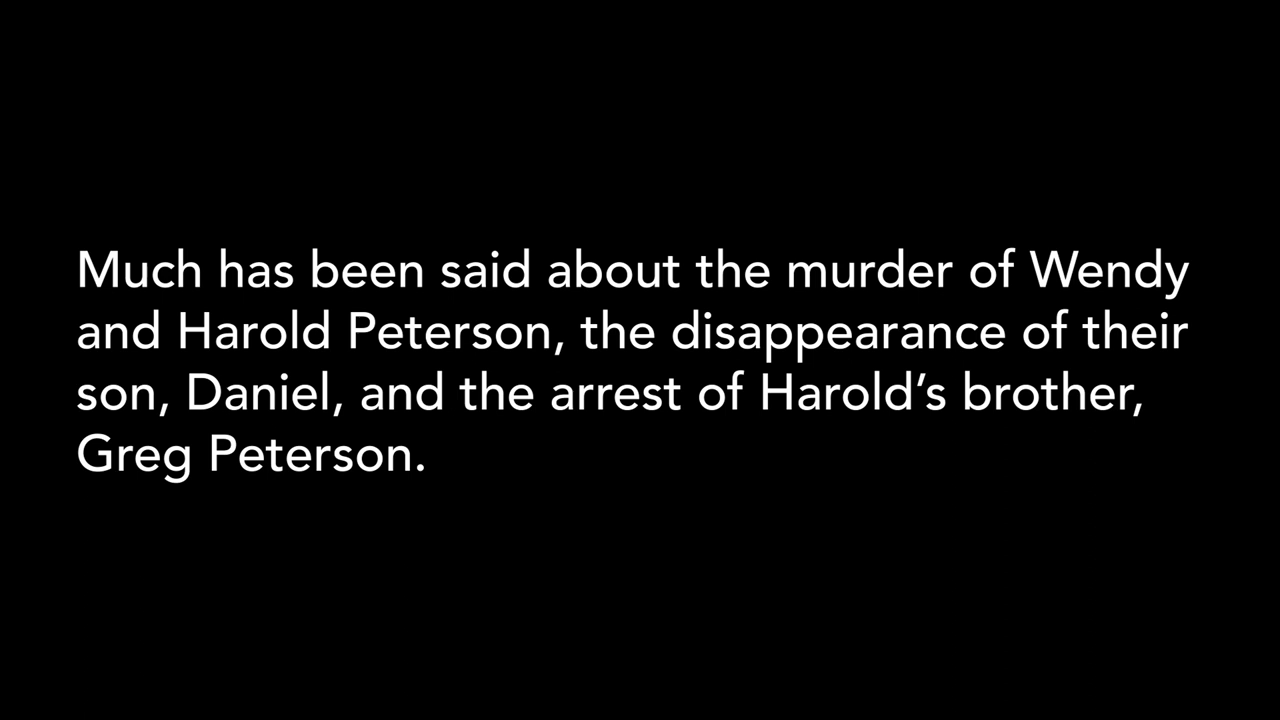 Much has been said about the murder of Wendy
and Harold Peterson, the disappearance of their
son, Daniel, and the arrest of Harold’s brother,
Greg Peterson.